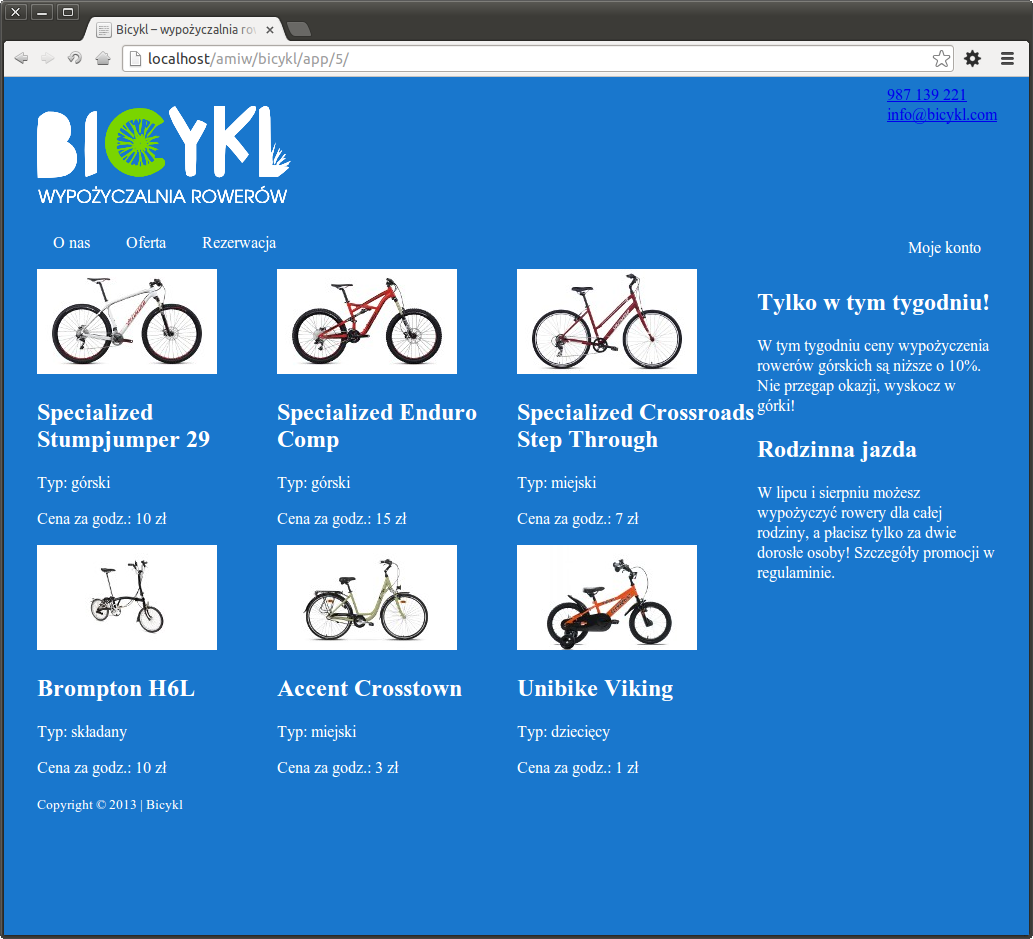 Bicykl – wypożyczalnia row
localhost/amiw/bicykl/app/5/
987 139 221
info@bicykl.com
BICYKL
WYPOŻYCZALNIA ROWERÓW
O nas Oferta Rezerwacja Moje konto
Specialized
Stumpjumper 29
Typ: górski
Cena za godz.: 10 zł
Specialized Enduro
Comp
Typ: górski
Cena za godz.: 15 zł
Specialized Crossroads
Step Through
Typ: miejski
Cena za godz.: 7 zł
Brompton H6L
Typ: składany
Cena za godz.: 10 zł
Accent Crosstown
Typ: miejski
Cena za godz.: 3 zł
Unibike Viking
Typ: dziecięcy
Cena za godz.: 1 zł
Tylko w tym tygodniu!
W tym tygodniu ceny wypożyczenia
rowerów górskich są niższe o 10%.
Nie przegap okazji, wyskocz w
górki!
Rodzinna jazda
W lipcu i sierpniu możesz
wypożyczyć rowery dla całej
rodziny, a płacisz tylko za dwie
dorosłe osoby! Szczegóły promocji w
regulaminie.
Copyright © 2013 | Bicykl